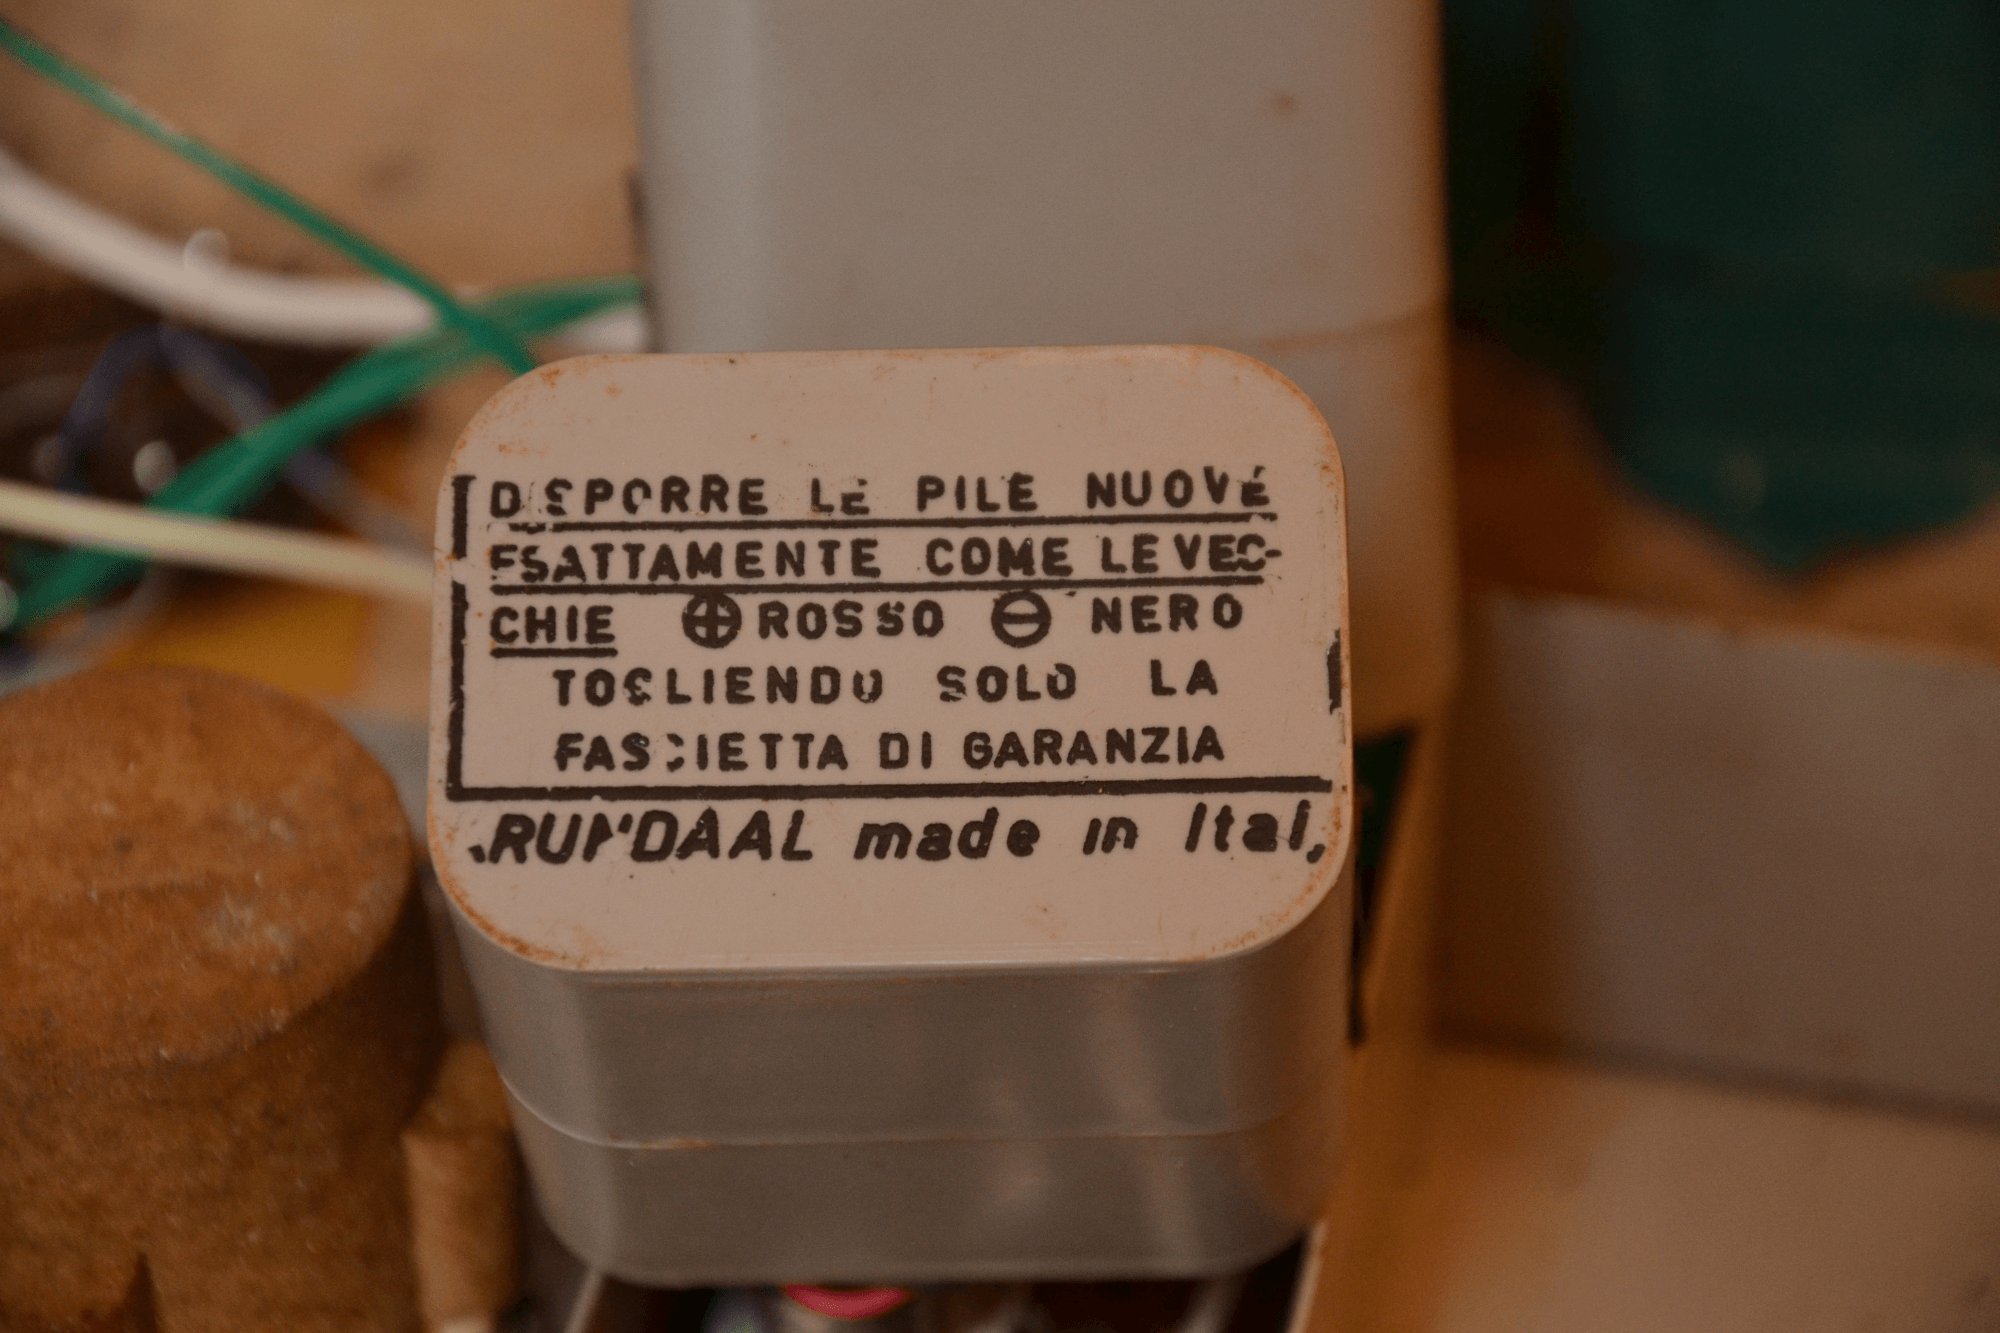 DISPORRE LE PILE NUOVE
ESATTAMENTE COME LE VEC-
CHIE ⊕ ROSSO ⊖ NERO
TOGLIENDO SOLO LA
FASCIETTA DI GARANZIA
RUNDAAL made in Italy